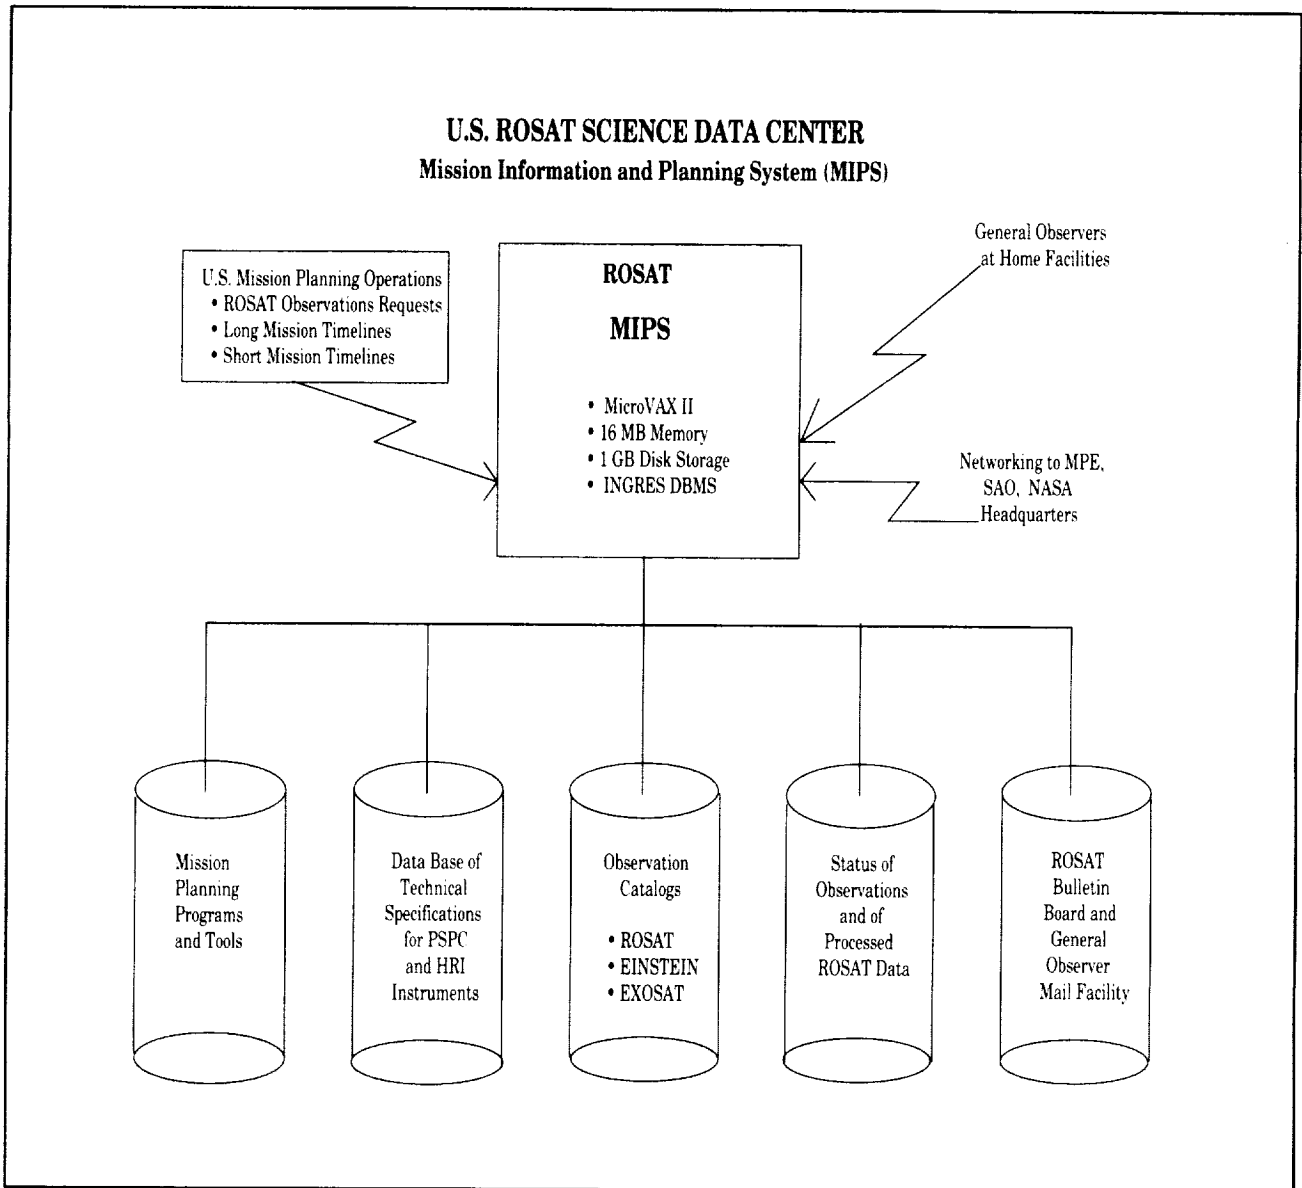 U.S. ROSAT SCIENCE DATA CENTER
Mission Information and Planning System (MIPS)
U.S. Mission Planning Operations
• ROSAT Observations Requests
• Long Mission Timelines
• Short Mission Timelines
ROSAT
MIPS
• MicroVAX II
• 16 MB Memory
• 1 GB Disk Storage
• INGRES DBMS
General Observers
at Home Facilities
Networking to MPE,
SAO, NASA
Headquarters
Mission
Planning
Programs
and Tools
Data Base of
Technical
Specifications
for PSPC
and HRI
Instruments
Observation
Catalogs
• ROSAT
• EINSTEIN
• EXOSAT
Status of
Observations
and of
Processed
ROSAT Data
ROSAT
Bulletin
Board and
General
Observer
Mail Facility